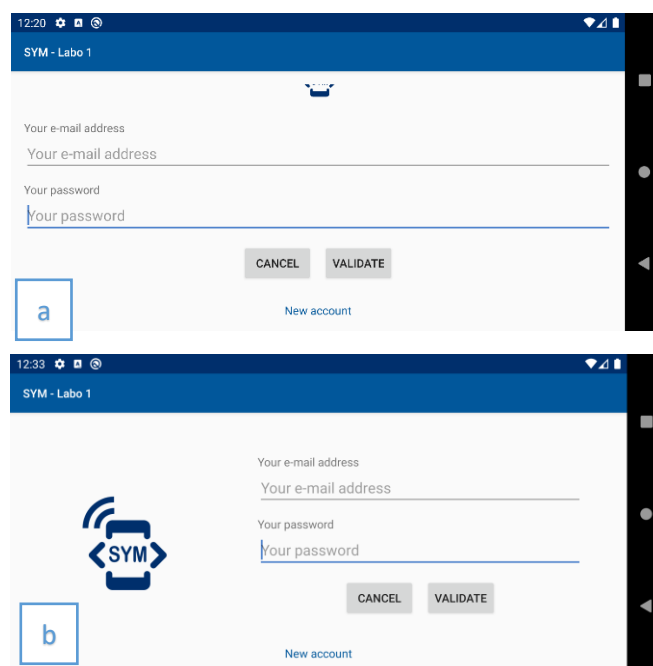 12:20
SYM - Labo 1
Your e-mail address
Your e-mail address
Your password
Your password
CANCEL VALIDATE
a
New account
12:33
SYM - Labo 1
Your e-mail address
Your e-mail address
SYM
Your password
Your password
CANCEL VALIDATE
b
New account